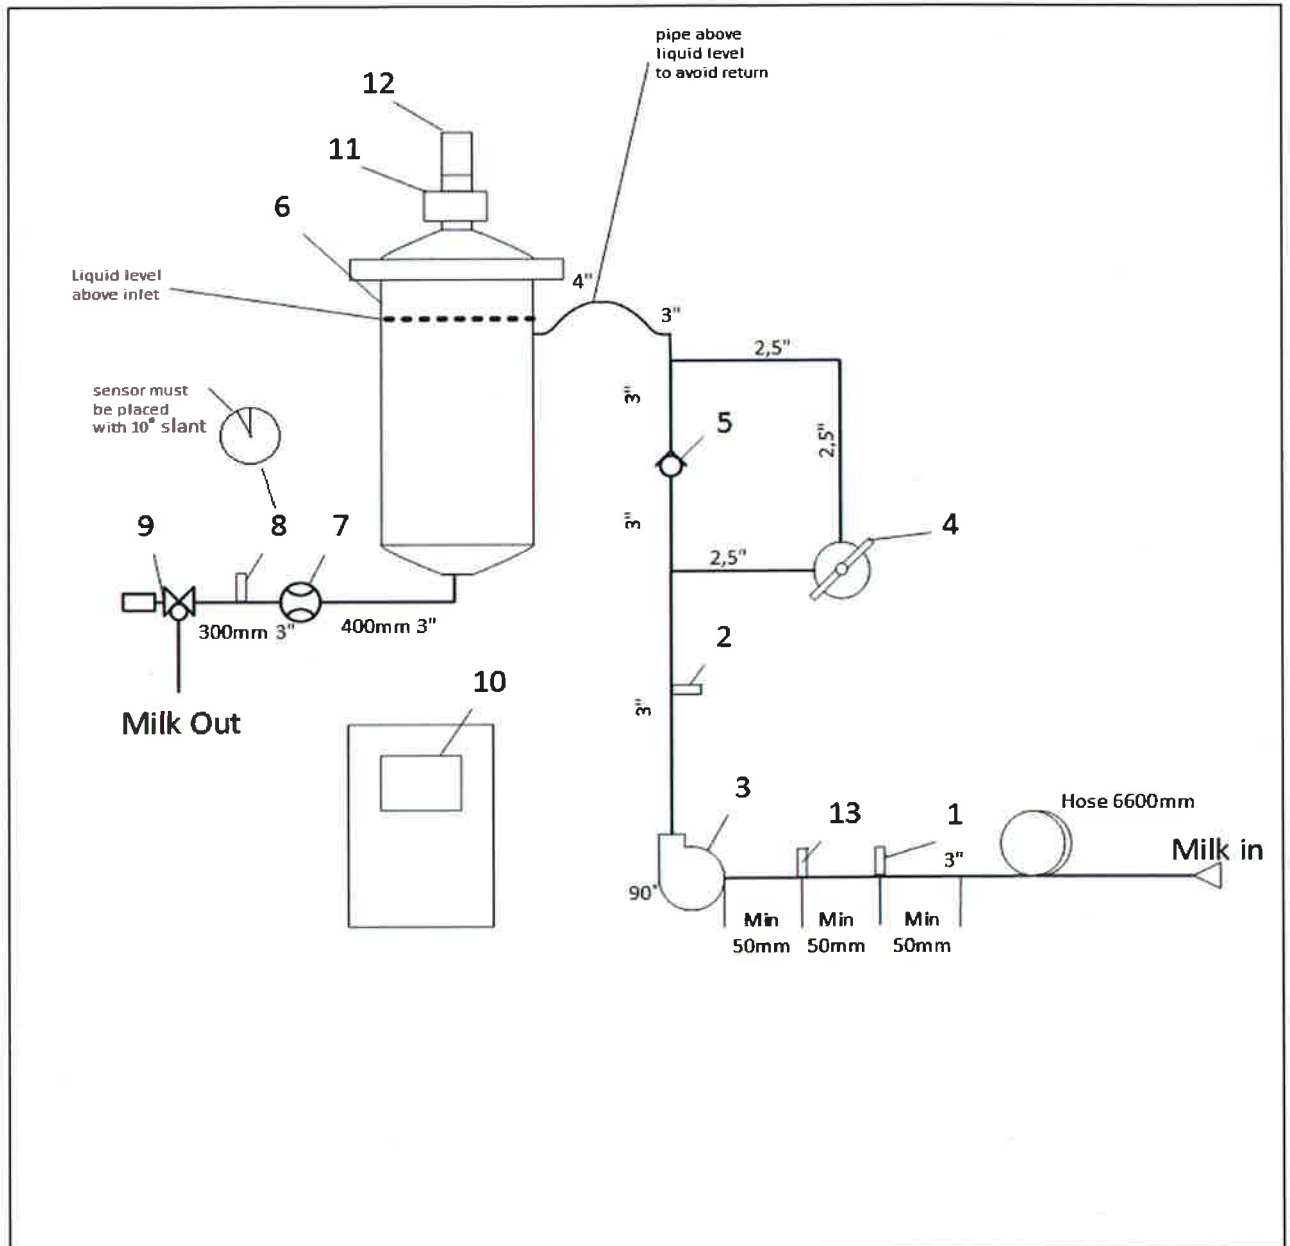 pipe above
liquid level
to avoid return
12
11
6
Liquid level
above inlet
4"
3"
2,5"
3"
sensor must
be placed
with 10° slant
5
2,5"
9
8
7
3"
4
2,5"
300mm 3"
400mm 3"
2
10
3"
Milk Out
3
13
1
Hose 6600mm
3"
Milk in
90°
Min
50mm
Min
50mm
Min
50mm